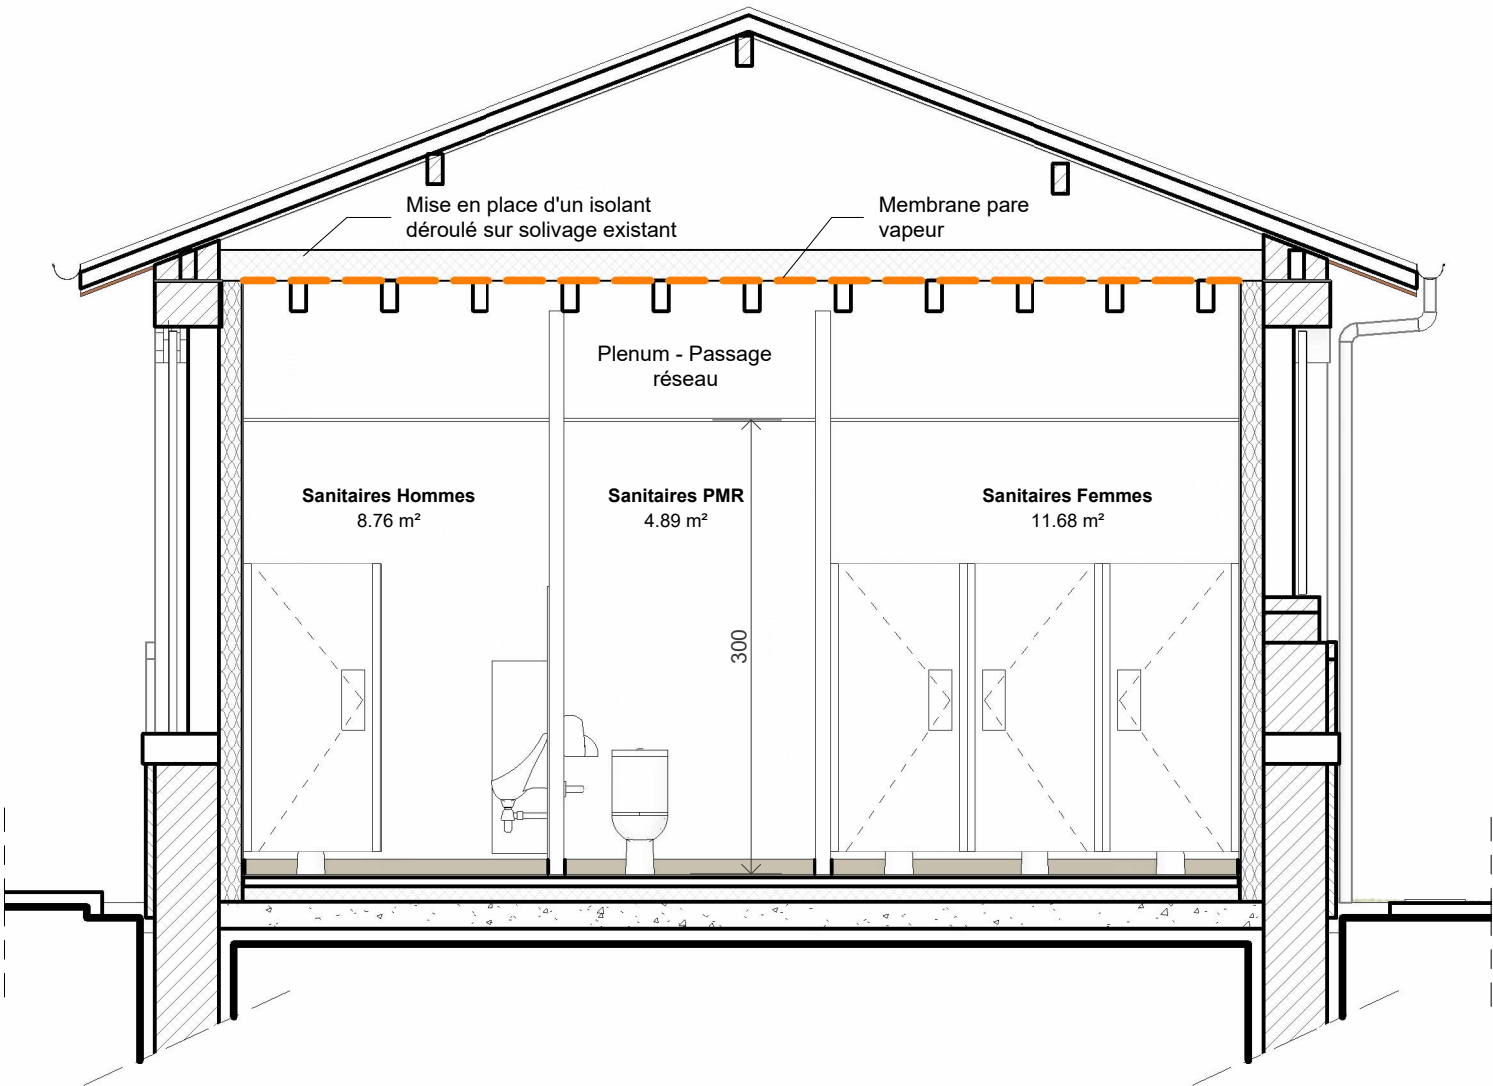 Mise en place d'un isolant
déroulé sur solivage existant
Membrane pare
vapeur
Plenum - Passage
réseau
Sanitaires Hommes
8.76 m²
Sanitaires PMR
4.89 m²
Sanitaires Femmes
11.68 m²
300